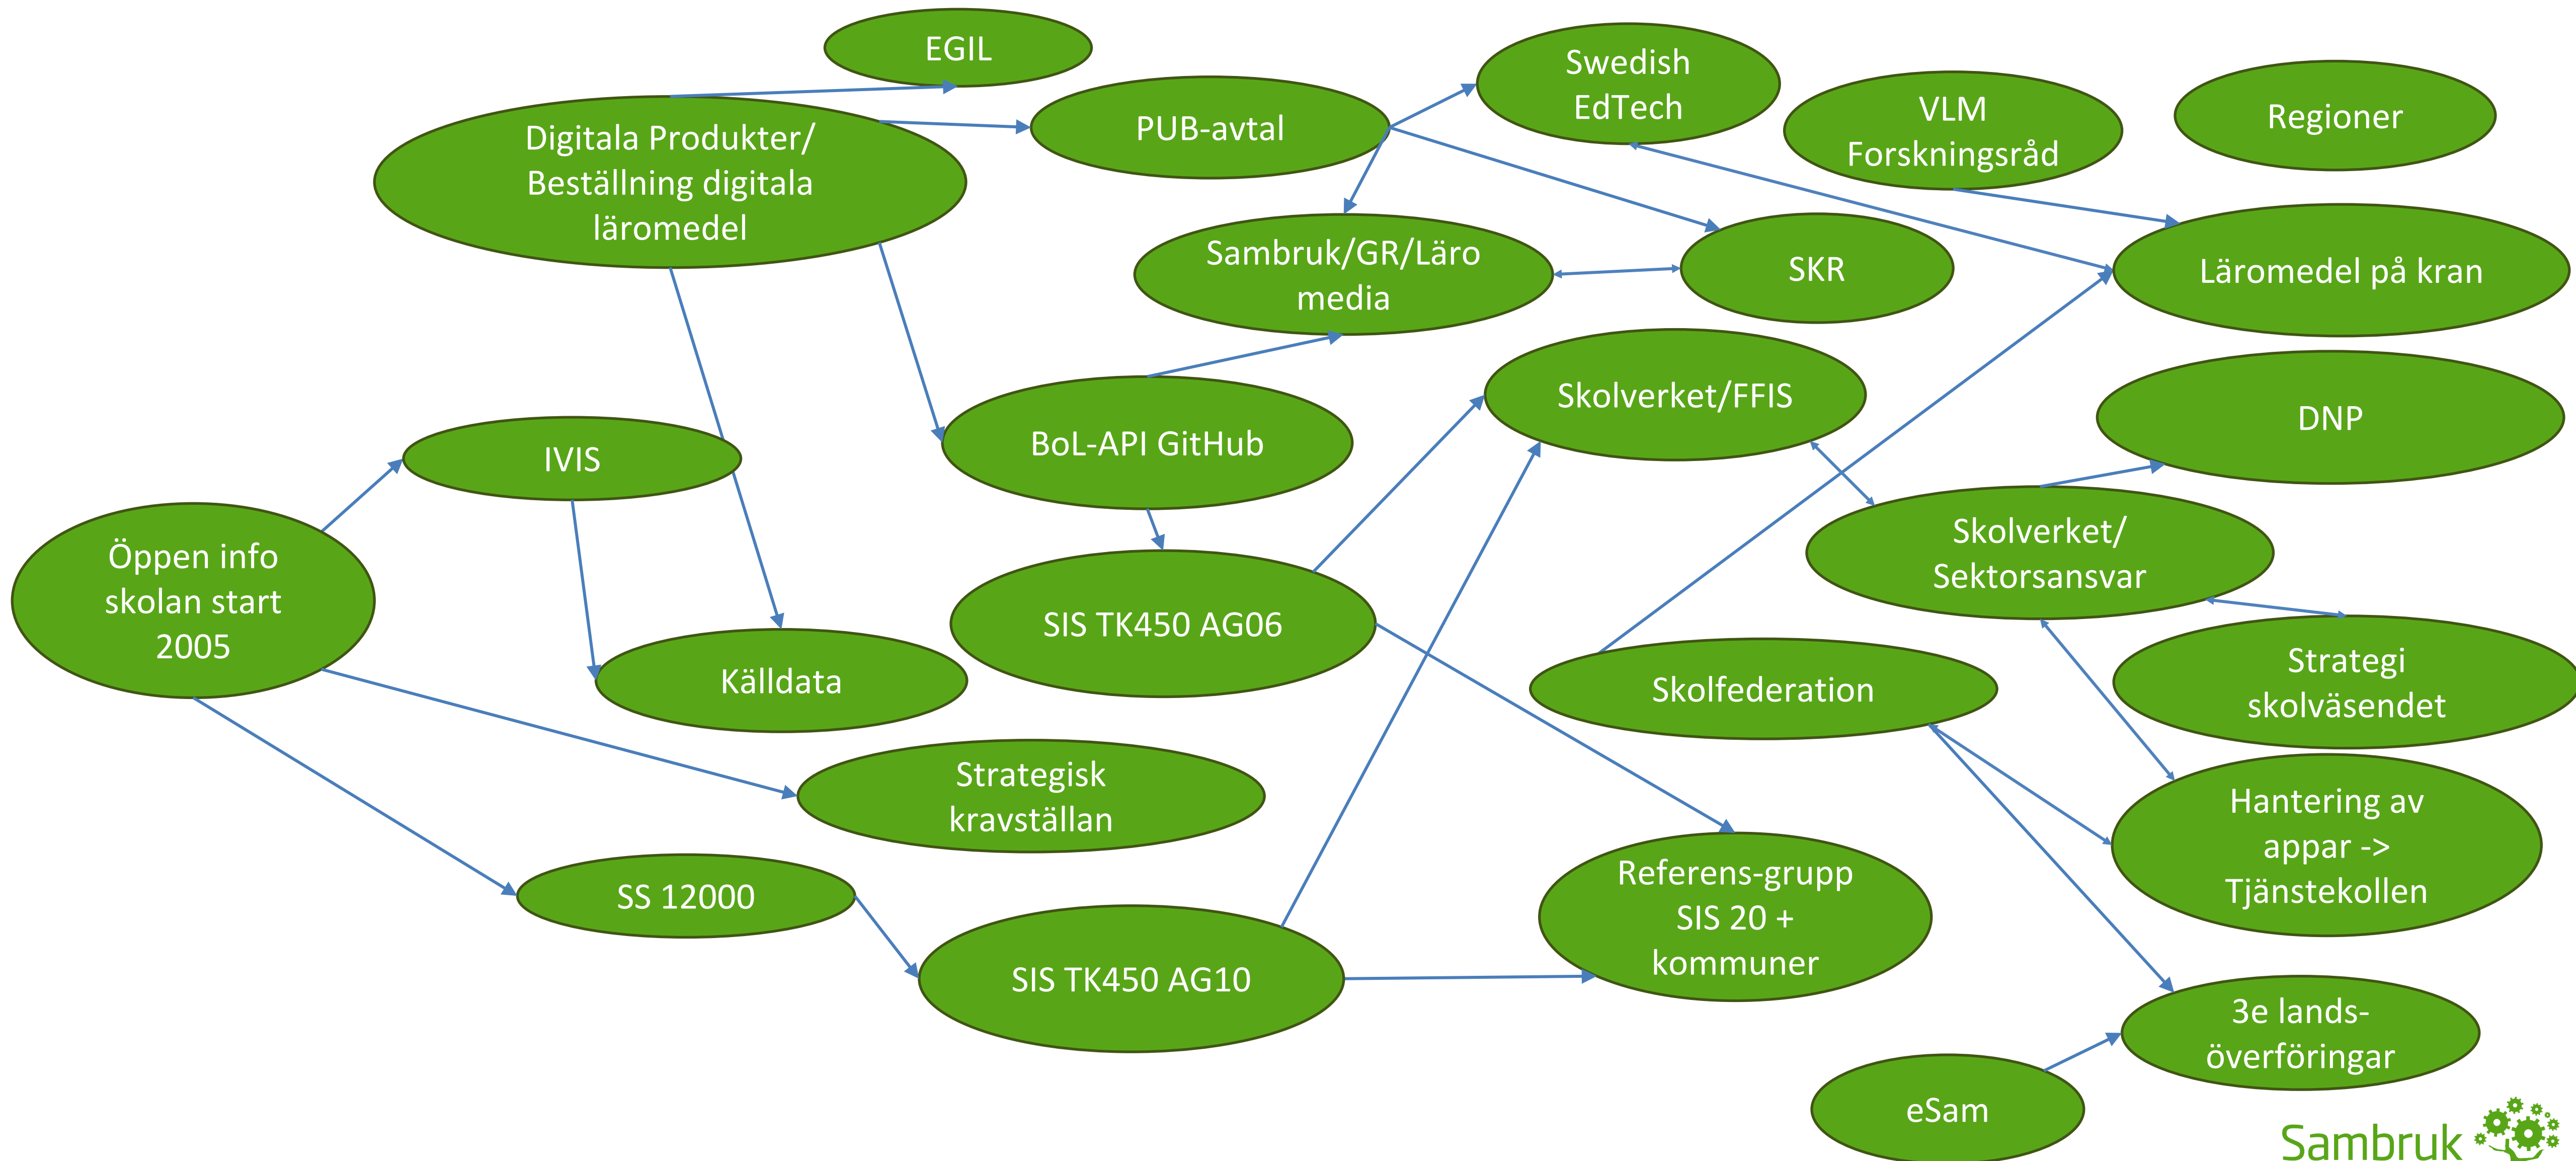 EGIL
Digitala Produkter/
Beställning digitala
läromedel
PUB-avtal
Swedish
EdTech
VLM
Forskningsråd
Regioner
Sambruk/GR/Läro
media
SKR
Läromedel på kran
Skolverket/FFIS
DNP
IVIS
BoL-API GitHub
Öppen info
skolan start
2005
Skolverket/
Sektorsansvar
SIS TK450 AG06
Källdata
Skolfederation
Strategi
skolväsendet
Strategisk
kravställan
Hantering av
appar ->
Tjänstekollen
SS 12000
Referens-grupp
SIS 20 +
kommuner
SIS TK450 AG10
3e lands-
överföringar
eSam
Sambruk